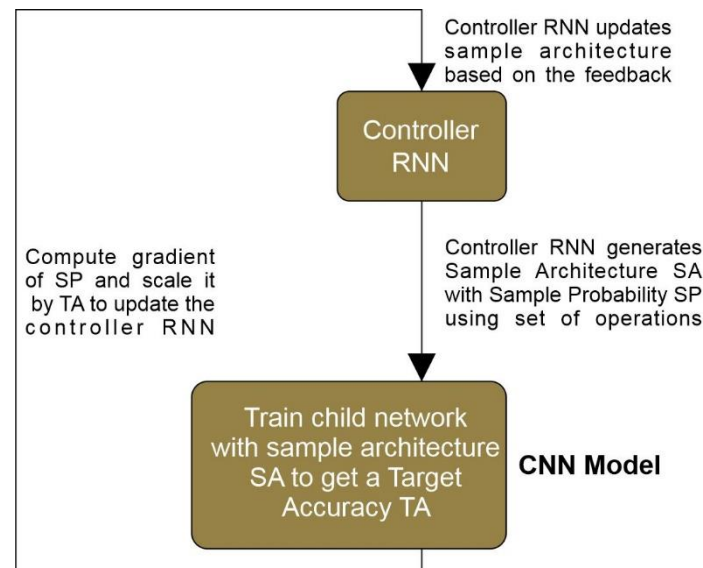 Controller RNN updates
sample architecture
based on the feedback
Controller
RNN
Compute gradient
of SP and scale it
by TA to update the
controller RNN
Controller RNN generates
Sample Architecture SA
with Sample Probability SP
using set of operations
Train child network
with sample architecture
SA to get a Target
Accuracy TA
CNN Model